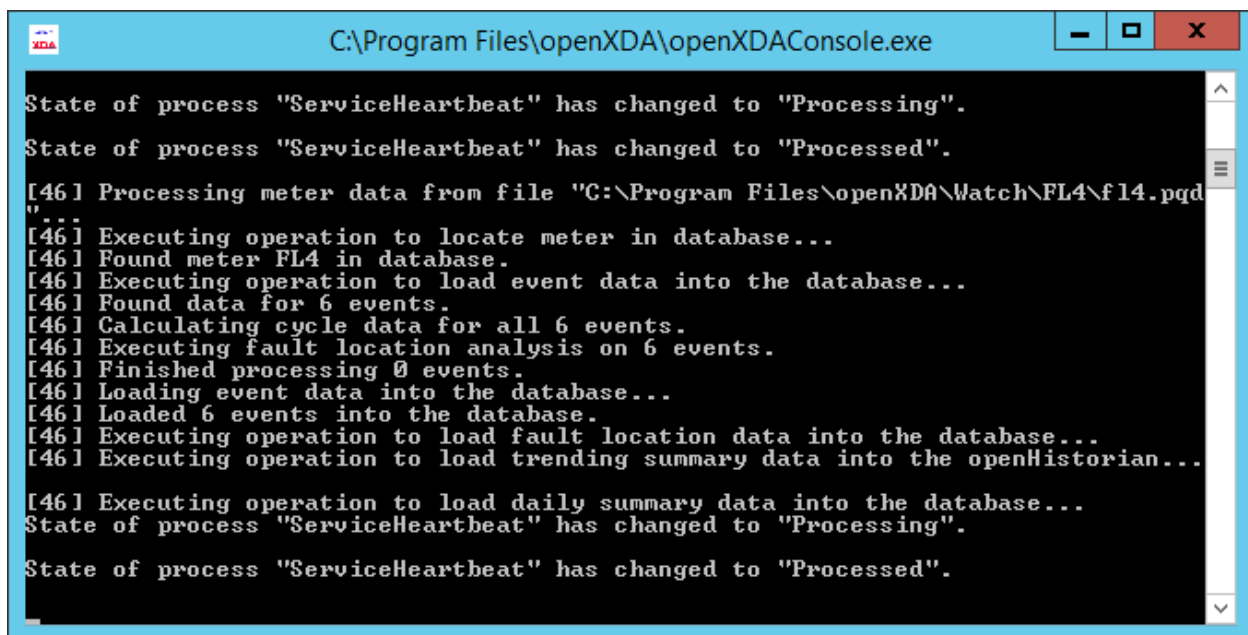 XDA
C:\Program Files\openXDA\openXDAConsole.exe
State of process "ServiceHeartbeat" has changed to "Processing".
State of process "ServiceHeartbeat" has changed to "Processed".
[46] Processing meter data from file "C:\Program Files\openXDA\Watch\FL4\fl4.pqd
"...
[46] Executing operation to locate meter in database...
[46] Found meter FL4 in database.
[46] Executing operation to load event data into the database...
[46] Found data for 6 events.
[46] Calculating cycle data for all 6 events.
[46] Executing fault location analysis on 6 events.
[46] Finished processing 0 events.
[46] Loading event data into the database...
[46] Loaded 6 events into the database.
[46] Executing operation to load fault location data into the database...
[46] Executing operation to load trending summary data into the openHistorian...
[46] Executing operation to load daily summary data into the database...
State of process "ServiceHeartbeat" has changed to "Processing".
State of process "ServiceHeartbeat" has changed to "Processed".